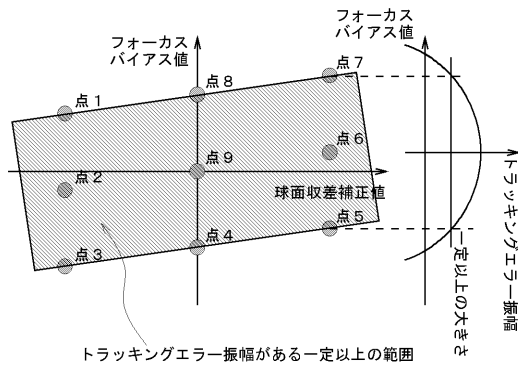 フォーカス
バイアス値
フォーカス
バイアス値
点1
点8
点7
点2
点9
点6
球面収差補正値
点3
点4
点5
トラッキングエラー振幅
一定以上の大きさ
トラッキングエラー振幅がある一定以上の範囲